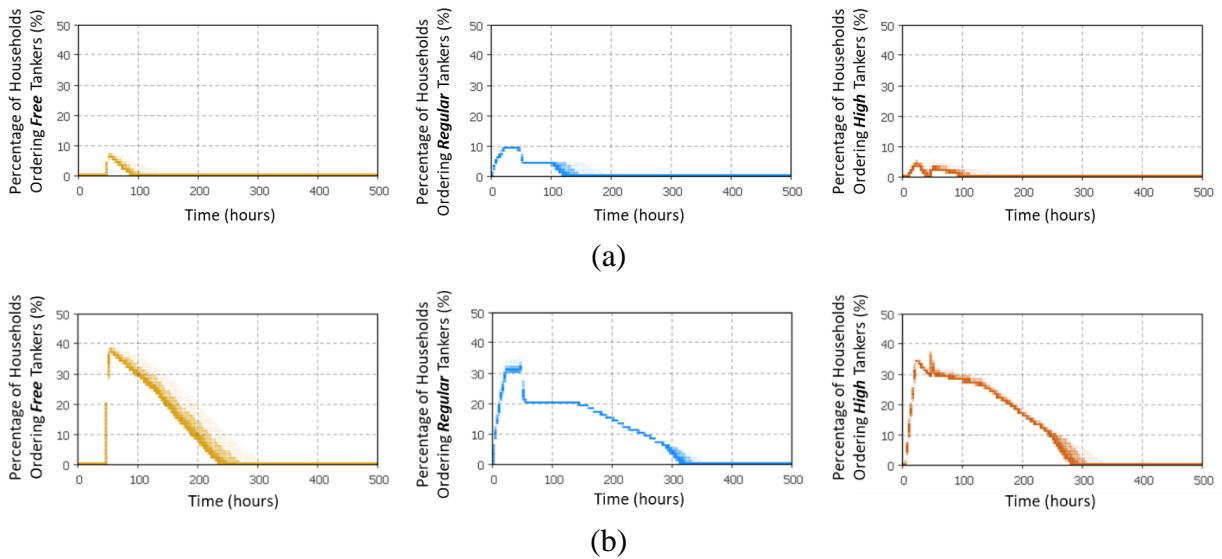 Percentage of Households
Ordering Free Tankers (%)
50
40
30
20
10
0
0 100 200 300 400 500
Time (hours)
Percentage of Households
Ordering Regular Tankers (%)
50
40
30
20
10
0
0 100 200 300 400 500
Time (hours)
Percentage of Households
Ordering High Tankers (%)
50
40
30
20
10
0
0 100 200 300 400 500
Time (hours)
(a)
Percentage of Households
Ordering Free Tankers (%)
50
40
30
20
10
0
0 100 200 300 400 500
Time (hours)
Percentage of Households
Ordering Regular Tankers (%)
50
40
30
20
10
0
0 100 200 300 400 500
Time (hours)
Percentage of Households
Ordering High Tankers (%)
50
40
30
20
10
0
0 100 200 300 400 500
Time (hours)
(b)